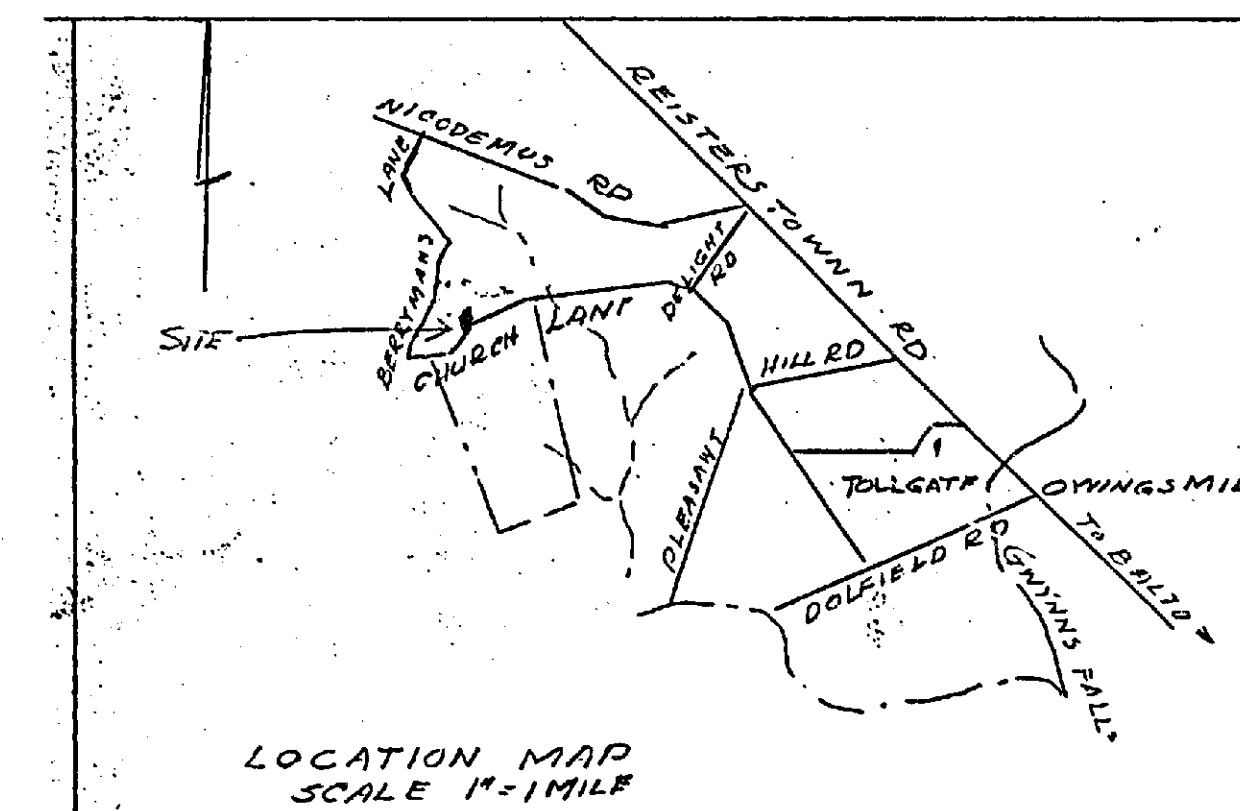 REISTERSTOWNN RD
NICODEMUS RD
LANE
BERRYMANS
DELIGHT RD
SITE
CHURCH LANE
HILL RD
PLEASANT
TOLLGATE
OWINGS MIL
DOLFIELD RD
TO BALTO
GWYNNS FALLS
LOCATION MAP
SCALE 1"=1 MILE